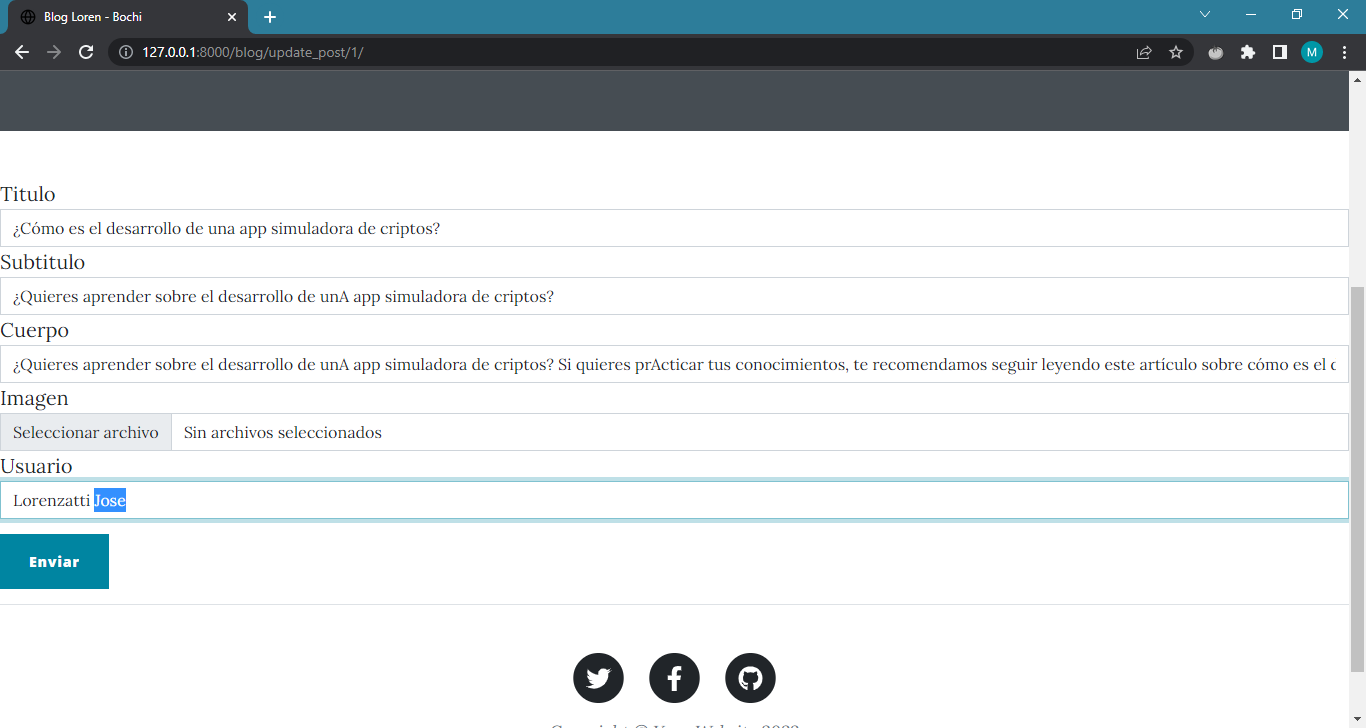 Blog Loren - Bochi
127.0.0.1:8000/blog/update_post/1/
M
Titulo
¿Cómo es el desarrollo de una app simuladora de criptos?
Subtitulo
¿Quieres aprender sobre el desarrollo de unA app simuladora de criptos?
Cuerpo
¿Quieres aprender sobre el desarrollo de unA app simuladora de criptos? Si quieres prActicar tus conocimientos, te recomendamos seguir leyendo este artículo sobre cómo es el
Imagen
Seleccionar archivo Sin archivos seleccionados
Usuario
Lorenzatti Jose
Enviar
Copyright © Your Website